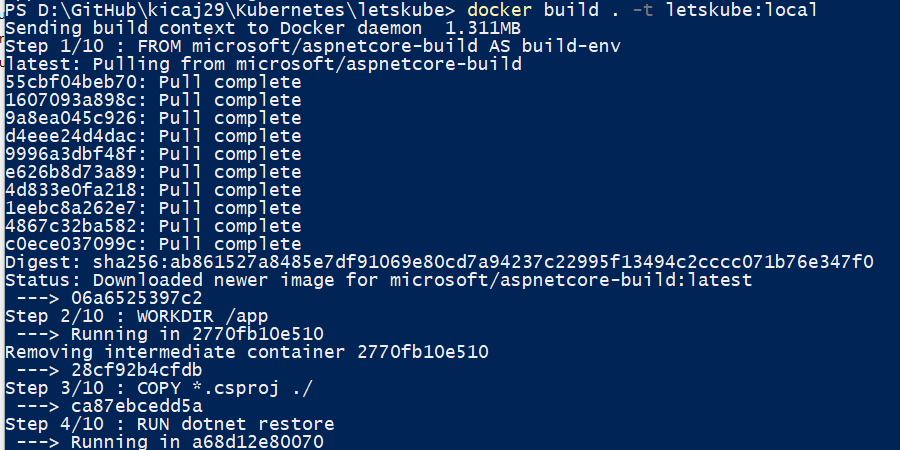 PS D:\GitHub\kicaj29\Kubernetes\letskube> docker build . -t letskube:local
Sending build context to Docker daemon  1.311MB
Step 1/10 : FROM microsoft/aspnetcore-build AS build-env
latest: Pulling from microsoft/aspnetcore-build
55cbf04beb70: Pull complete
1607093a898c: Pull complete
9a8ea045c926: Pull complete
d4eee24d4dac: Pull complete
9996a3dbf48f: Pull complete
e626b8d73a89: Pull complete
4d833e0fa218: Pull complete
1eebc8a262e7: Pull complete
4867c32ba582: Pull complete
c0ece037099c: Pull complete
Digest: sha256:ab861527a8485e7df91069e80cd7a94237c22995f13494c2cccc071b76e347f0
Status: Downloaded newer image for microsoft/aspnetcore-build:latest
 ---> 06a6525397c2
Step 2/10 : WORKDIR /app
 ---> Running in 2770fb10e510
Removing intermediate container 2770fb10e510
 ---> 28cf92b4cfdb
Step 3/10 : COPY *.csproj ./
 ---> ca87ebcedd5a
Step 4/10 : RUN dotnet restore
 ---> Running in a68d12e80070